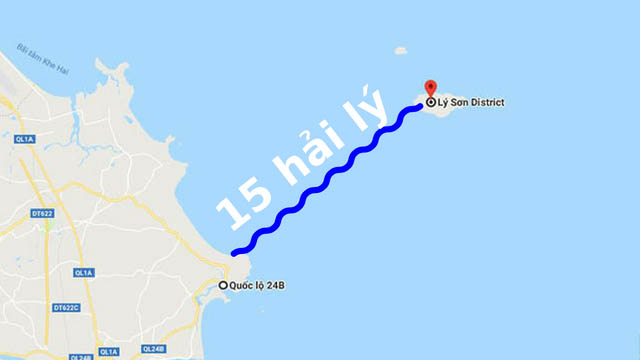 Bãi tắm Khe Hai
Lý Sơn District
15 hải lý
QL1A
DT622
QL1A
Quốc lộ 24B
DT622C
QL1A
QL24B
QL24B